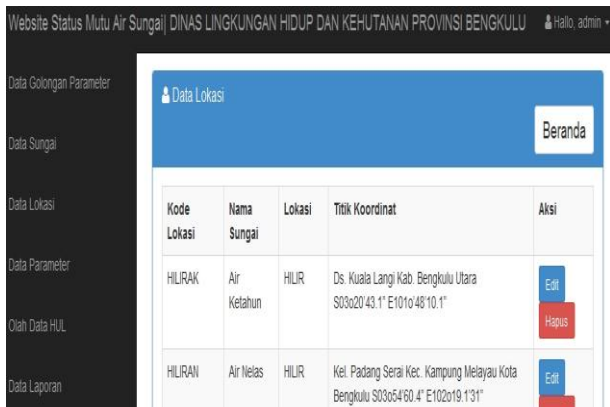 Website Status Mutu Air Sungai| DINAS LINGKUNGAN HIDUP DAN KEHUTANAN PROVINSI BENGKULU
Hallo, admin
Data Golongan Parameter
Data Sungai
Data Lokasi
Data Parameter
Olah Data HUL
Data Laporan
Data Lokasi
Beranda
Kode Lokasi
Nama Sungai
Lokasi
Titik Koordinat
Aksi
HILIRAK
Air Ketahun
HILIR
Ds. Kuala Langi Kab. Bengkulu Utara
S03o20'43.1" E101o'48'10.1"
Edit
Hapus
HILIRAN
Air Nelas
HILIR
Kel. Padang Serai Kec. Kampung Melayau Kota
Bengkulu S03o54'60.4" E102o19.1'31"
Edit